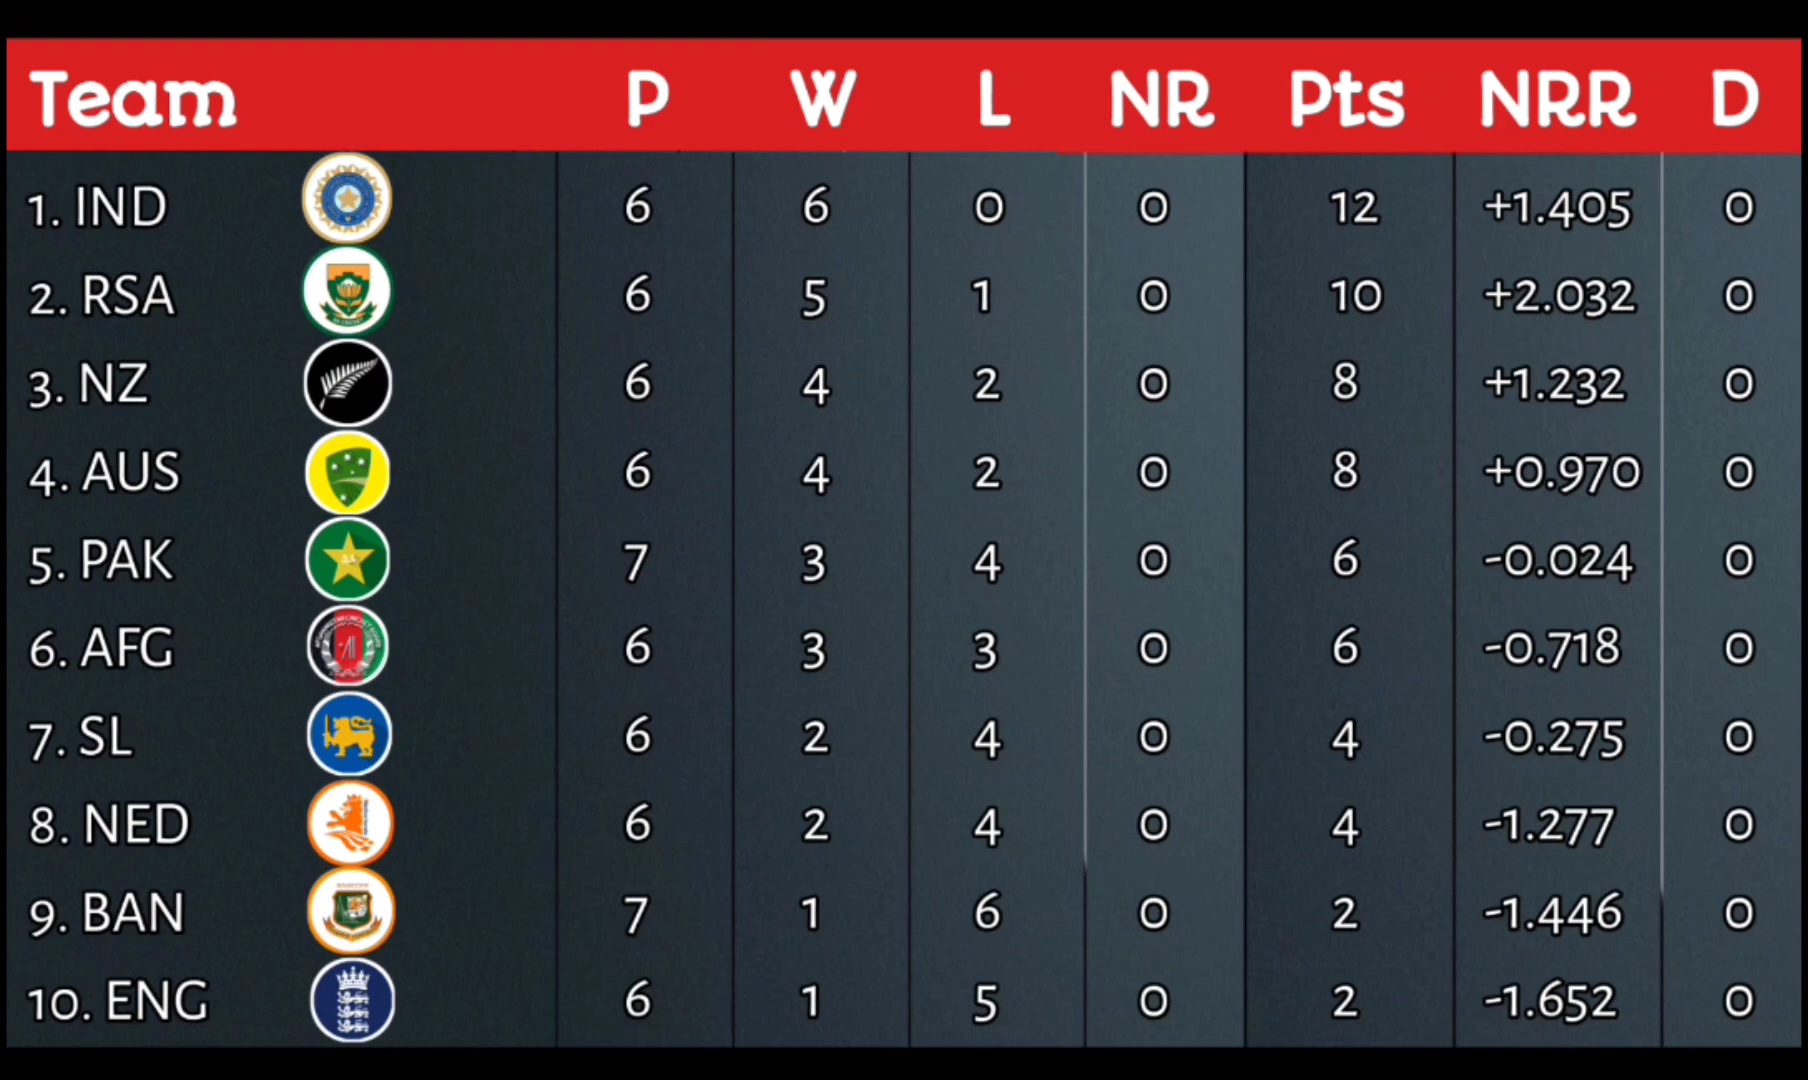 Team P W L NR Pts NRR D
1. IND 6 6 0 0 12 +1.405 0
2. RSA 6 5 1 0 10 +2.032 0
3. NZ 6 4 2 0 8 +1.232 0
4. AUS 6 4 2 0 8 +0.970 0
5. PAK 7 3 4 0 6 -0.024 0
6. AFG 6 3 3 0 6 -0.718 0
7. SL 6 2 4 0 4 -0.275 0
8. NED 6 2 4 0 4 -1.277 0
9. BAN 7 1 6 0 2 -1.446 0
10. ENG 6 1 5 0 2 -1.652 0